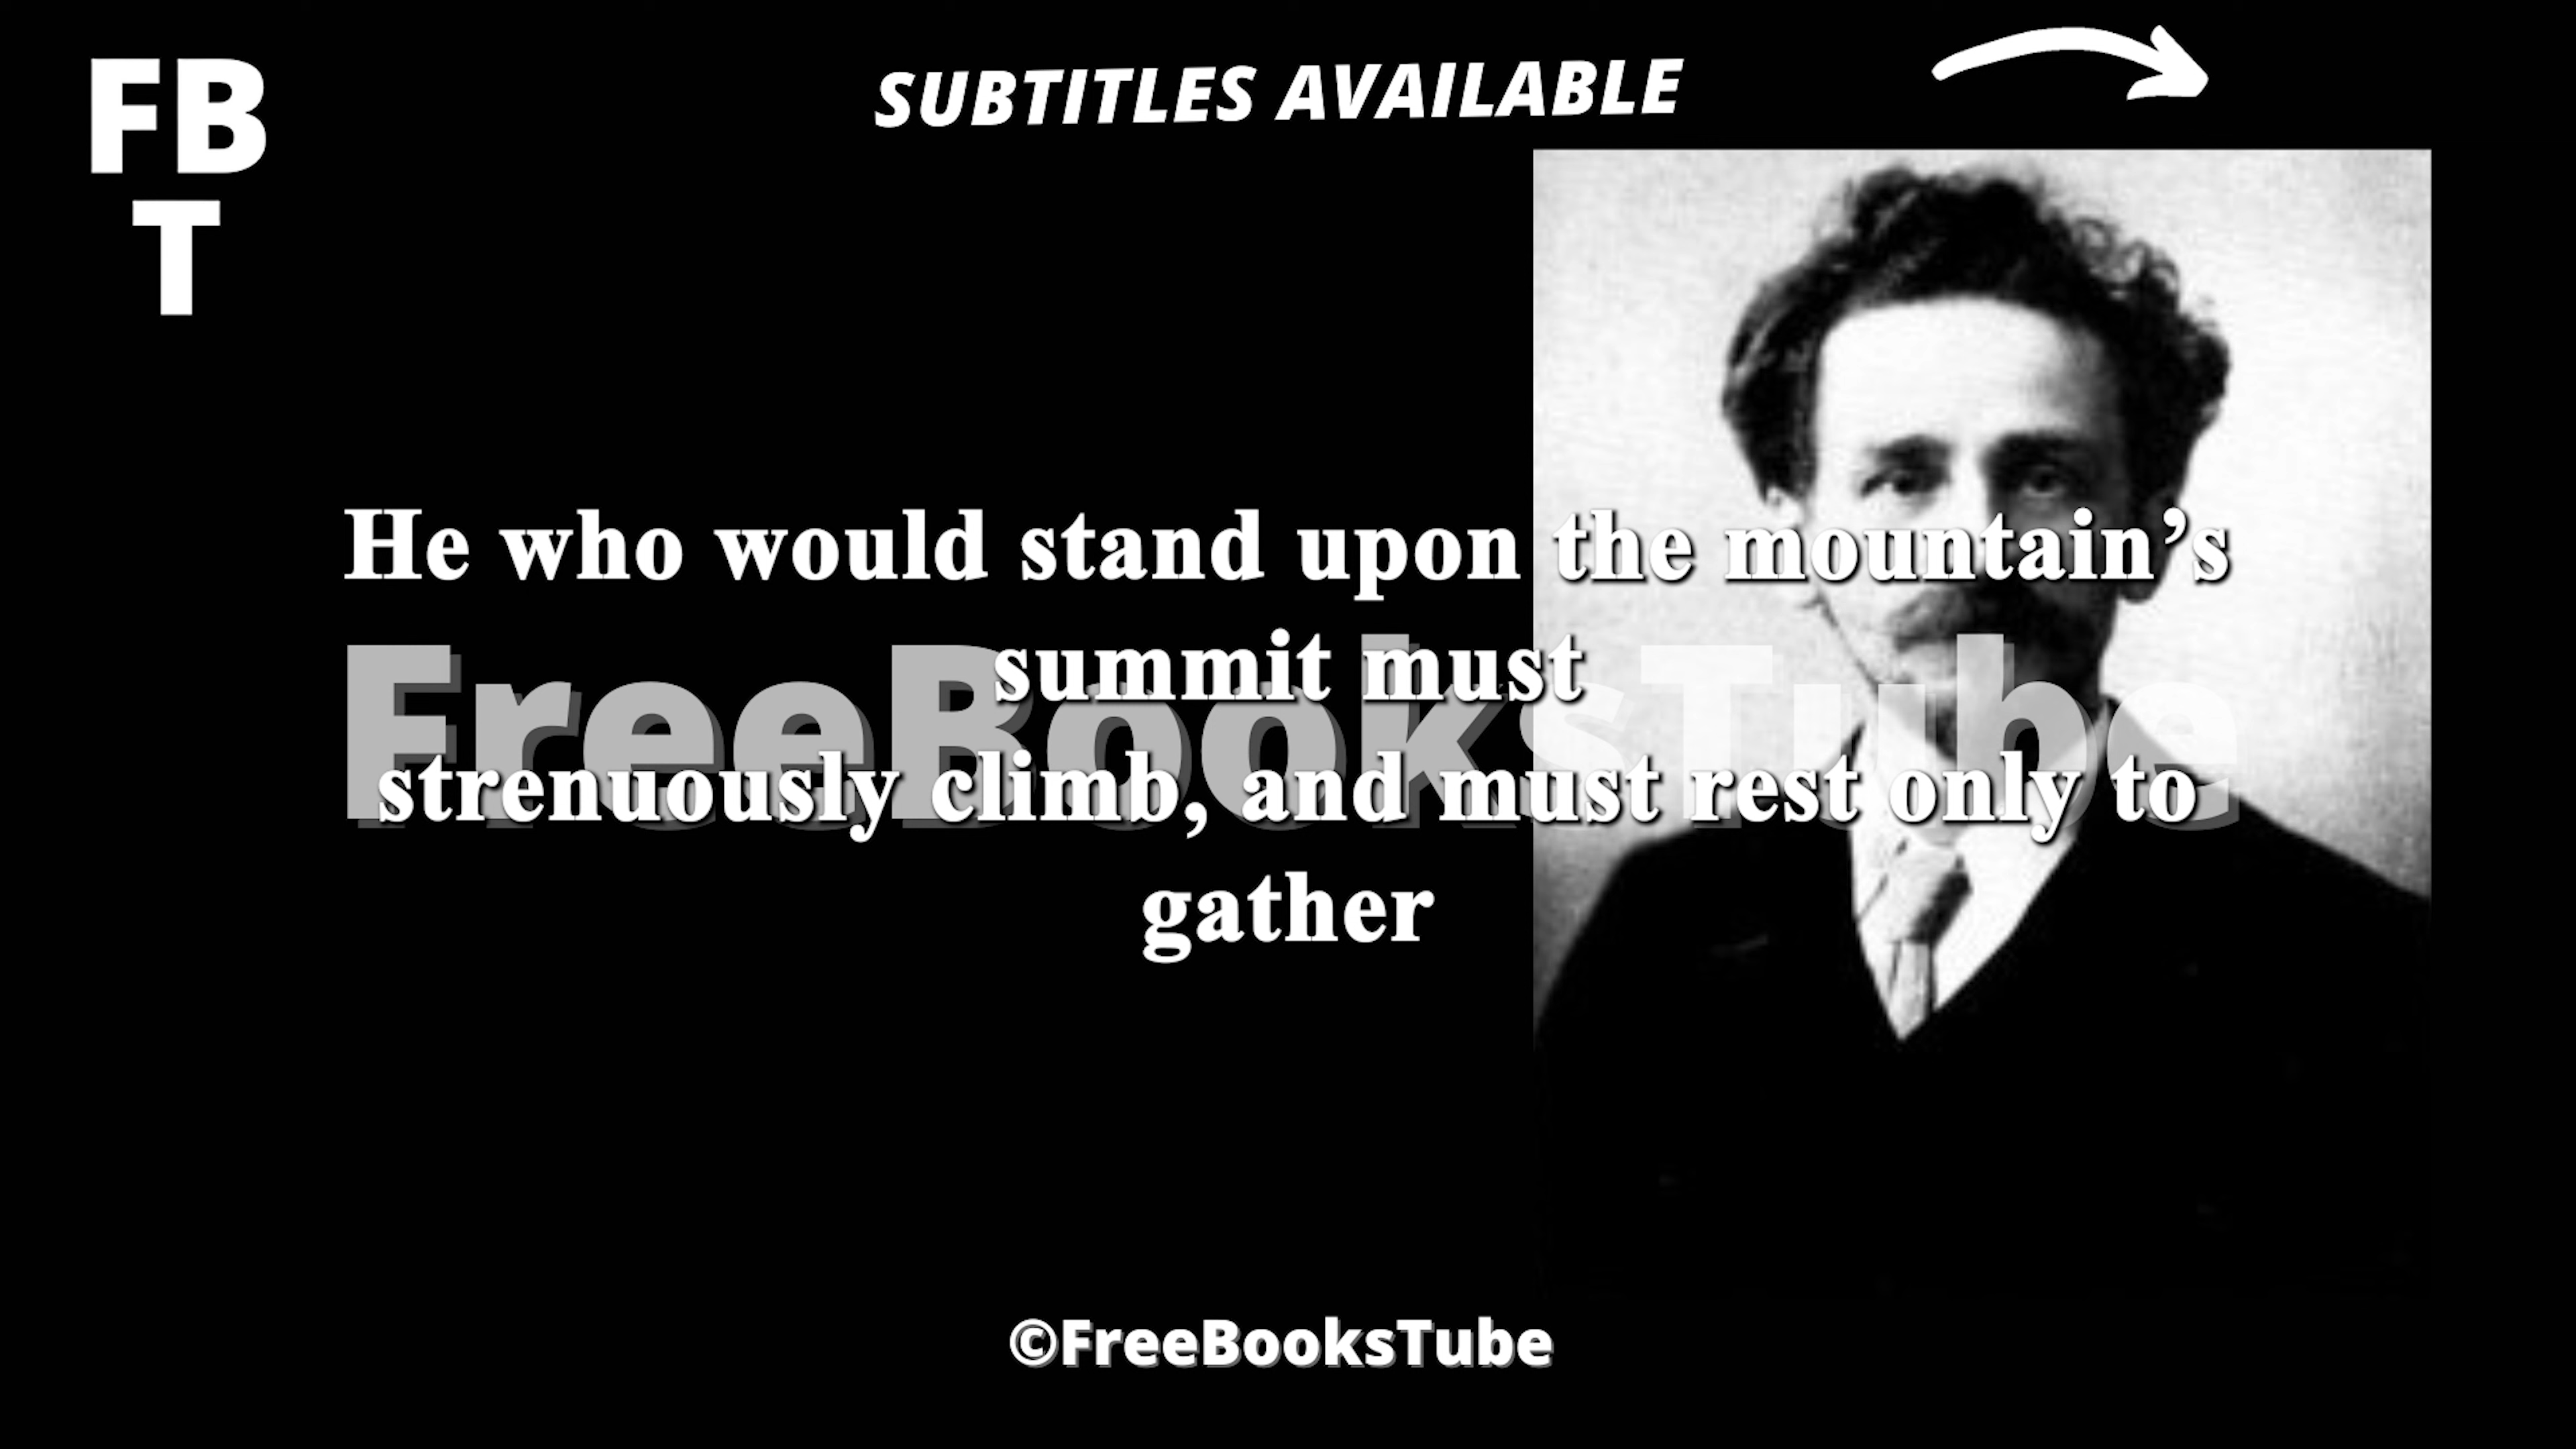 FB
T
SUBTITLES AVAILABLE
He who would stand upon the mountain’s
summit must
FreeBooksTube
strenuously climb, and must rest only to
gather
©FreeBooksTube